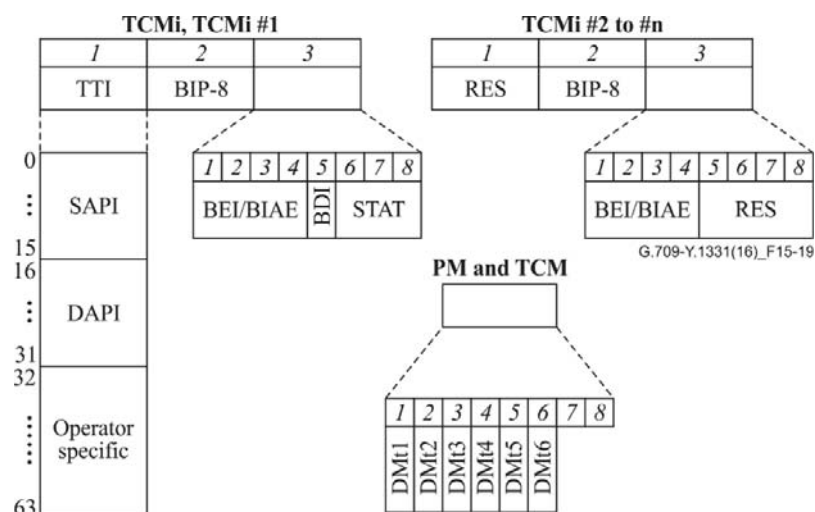 TCMi, TCMi #1
TCMi #2 to #n
1 2 3
1 2 3
TTI BIP-8
RES BIP-8
0
1 2 3 4 5 6 7 8
1 2 3 4 5 6 7 8
SAPI
BEI/BIAE BDI STAT
BEI/BIAE RES
15
G.709-Y.1331(16)_F15-19
16
PM and TCM
DAPI
31
32
1 2 3 4 5 6 7 8
Operator
specific
DMt1 DMt2 DMt3 DMt4 DMt5 DMt6
63